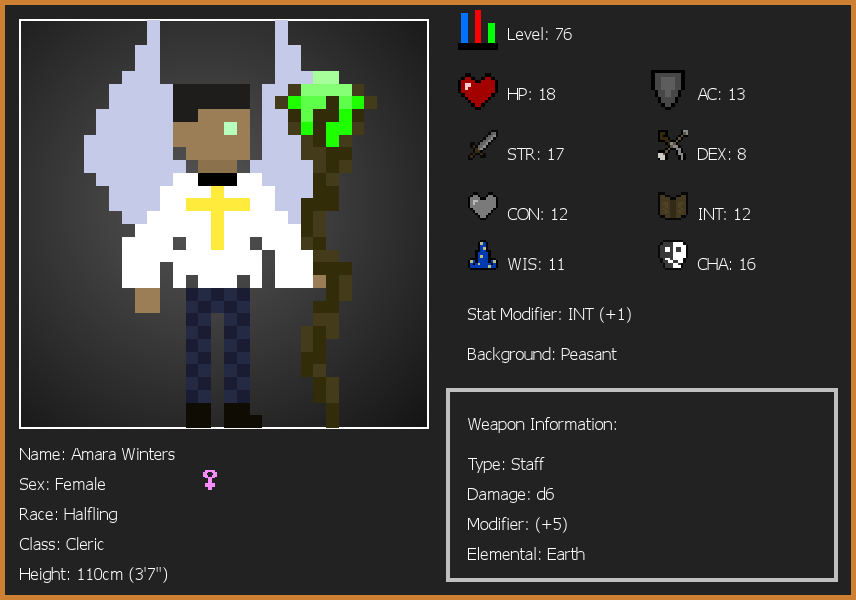 Level: 76
HP: 18
AC: 13
STR: 17
DEX: 8
CON: 12
INT: 12
WIS: 11
CHA: 16
Stat Modifier: INT (+1)
Background: Peasant
Weapon Information:
Type: Staff
Damage: d6
Modifier: (+5)
Elemental: Earth
Name: Amara Winters
Sex: Female
Race: Halfling
Class: Cleric
Height: 110cm (3'7")